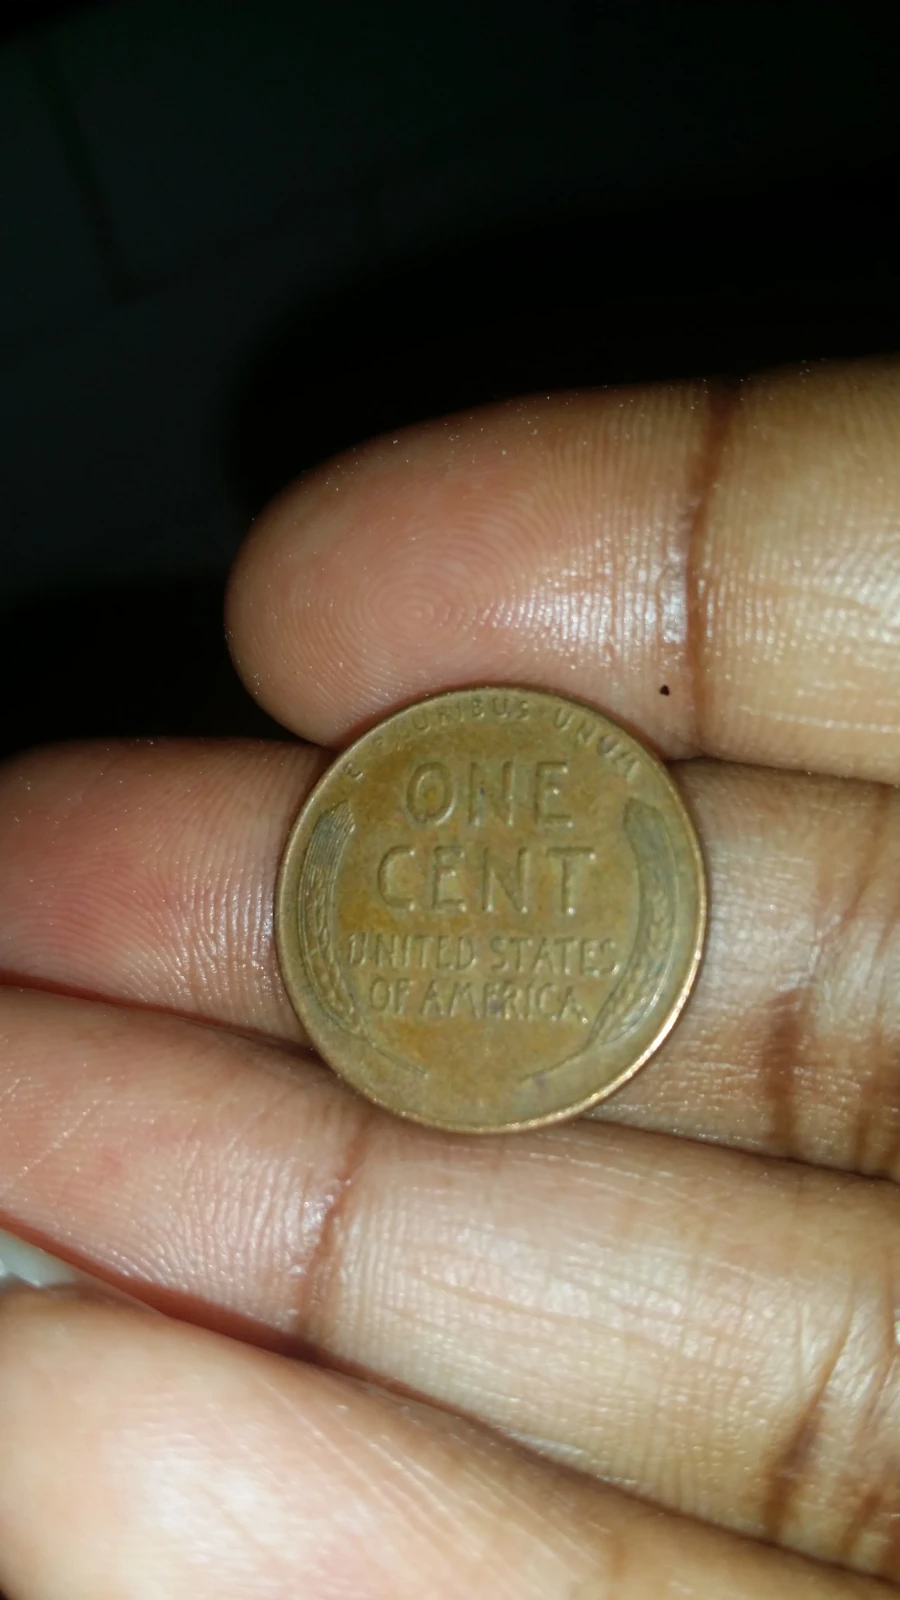 E PLURIBUS UNUM
ONE
CENT
UNITED STATES
OF AMERICA